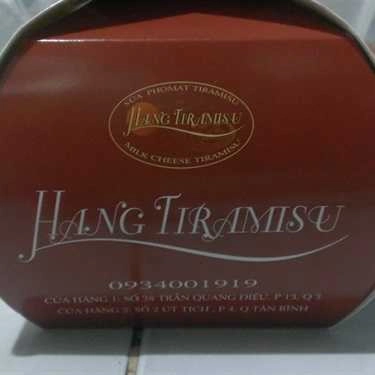 SỮA PHOMAT TIRAMISU
HANG TIRAMISU
MILK CHEESE TIRAMISU
HANG TIRAMISU
0934001919
CỬA HÀNG 1: SỐ 38 TRẦN QUANG DIỆU, P 13, Q 3
CỬA HÀNG 2: SỐ 2 ÚT TỊCH, P 4, Q TÂN BÌNH